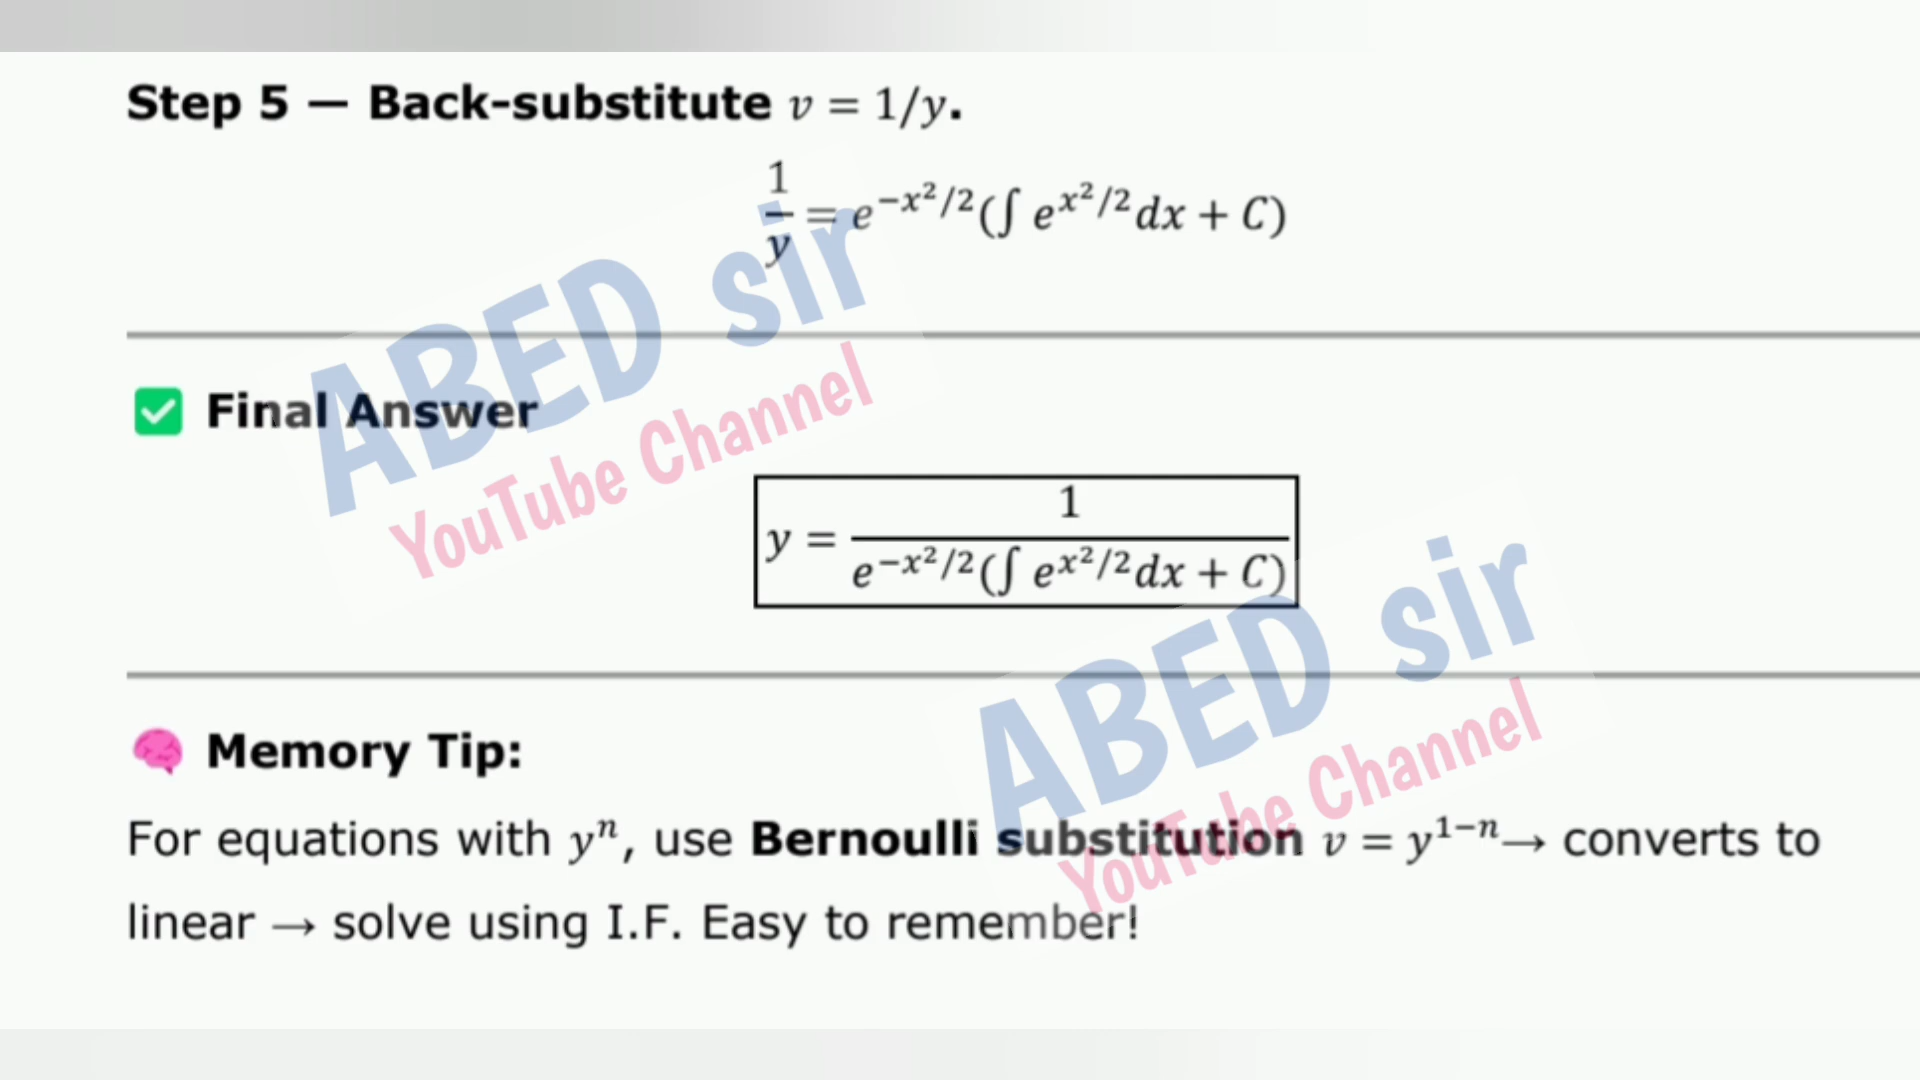 Step 5 — Back-substitute v = 1/y.
1/y = e^{-x²/2}(∫ e^{x²/2}dx + C)
✅ Final Answer
y = 1/(e^{-x²/2}(∫ e^{x²/2}dx + C))
🧠 Memory Tip:
For equations with yⁿ, use Bernoulli substitution v = y^{1-n}→ converts to
linear → solve using I.F. Easy to remember!
ABED sir
YouTube Channel
ABED sir
YouTube Channel